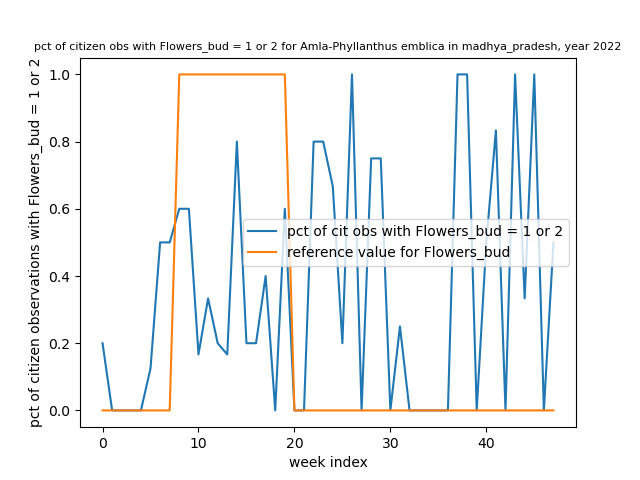 pct of citizen obs with Flowers_bud = 1 or 2 for Amla-Phyllanthus emblica in madhya_pradesh, year 2022
pct of citizen observations with Flowers_bud = 1 or 2
1.0
0.8
0.6
0.4
0.2
0.0
pct of cit obs with Flowers_bud = 1 or 2
reference value for Flowers_bud
0 10 20 30 40
week index